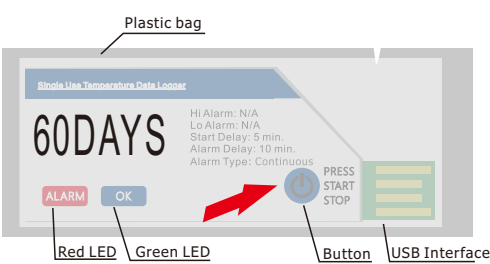 Plastic bag
Single Use Temperature Data Logger
60DAYS
Hi Alarm: N/A
Lo Alarm: N/A
Start Delay: 5 min.
Alarm Delay: 10 min.
Alarm Type: Continuous
PRESS
START
STOP
ALARM
OK
Red LED
Green LED
Button
USB Interface